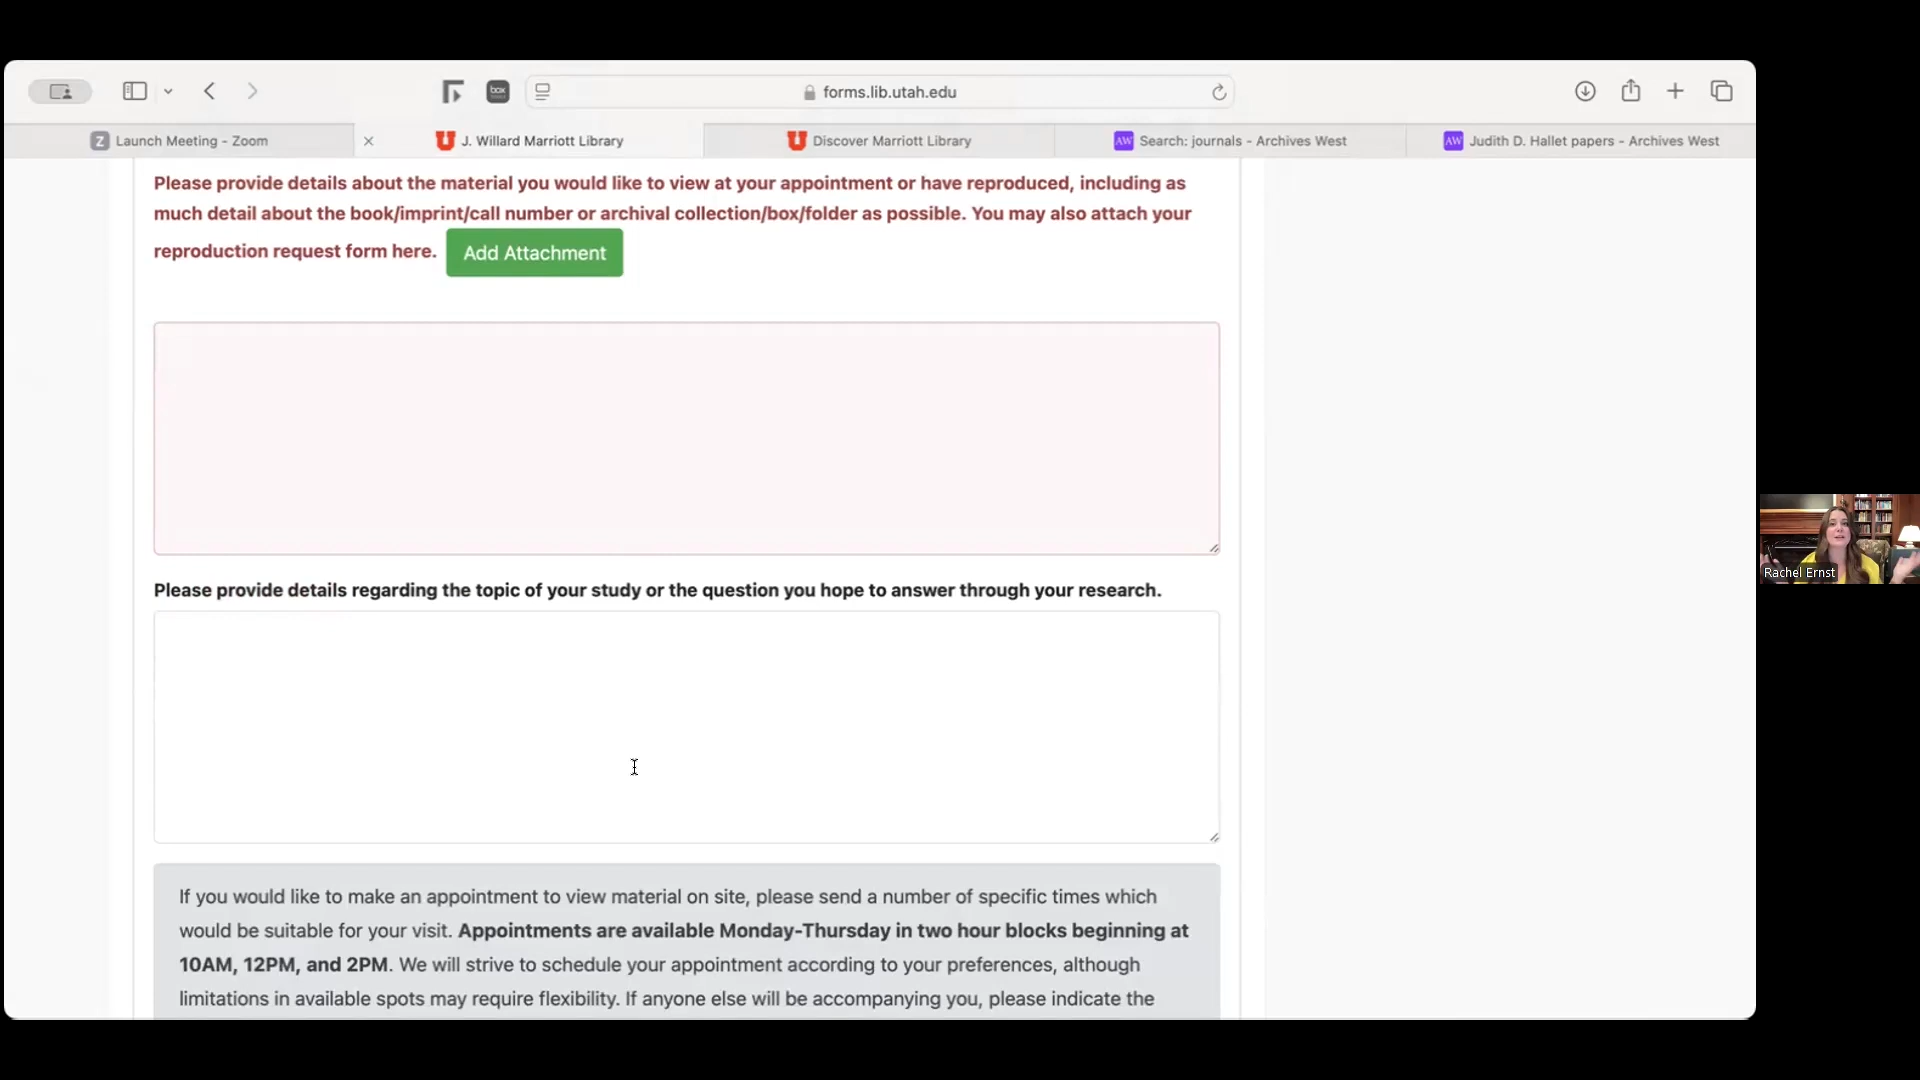 box
forms.lib.utah.edu
Z Launch Meeting - Zoom
J. Willard Marriott Library
Discover Marriott Library
AW Search: journals - Archives West
AW Judith D. Hallet papers - Archives West
Please provide details about the material you would like to view at your appointment or have reproduced, including as
much detail about the book/imprint/call number or archival collection/box/folder as possible. You may also attach your
reproduction request form here. Add Attachment
Please provide details regarding the topic of your study or the question you hope to answer through your research.
If you would like to make an appointment to view material on site, please send a number of specific times which
would be suitable for your visit. Appointments are available Monday-Thursday in two hour blocks beginning at
10AM, 12PM, and 2PM. We will strive to schedule your appointment according to your preferences, although
limitations in available spots may require flexibility. If anyone else will be accompanying you, please indicate the
Rachel Ernst